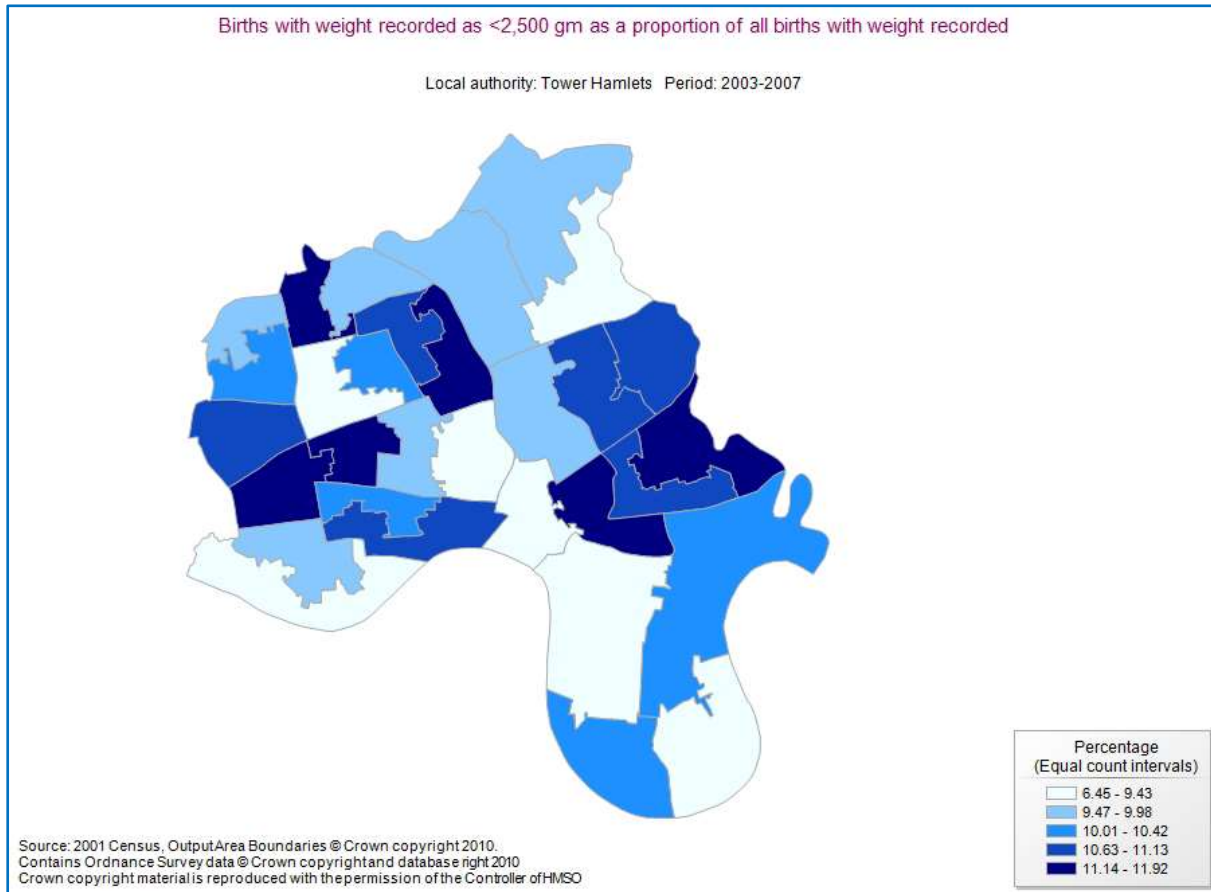 Births with weight recorded as <2,500 gm as a proportion of all births with weight recorded
Local authority: Tower Hamlets Period: 2003-2007
Percentage
(Equal count intervals)
6.45 - 9.43
9.47 - 9.98
10.01 - 10.42
10.63 - 11.13
11.14 - 11.92
Source: 2001 Census, OutputArea Boundaries © Crown copyright 2010.
Contains Ordnance Survey data © Crown copyright and database right 2010
Crown copyright material is reproduced with the permission of the Controller of HMSO